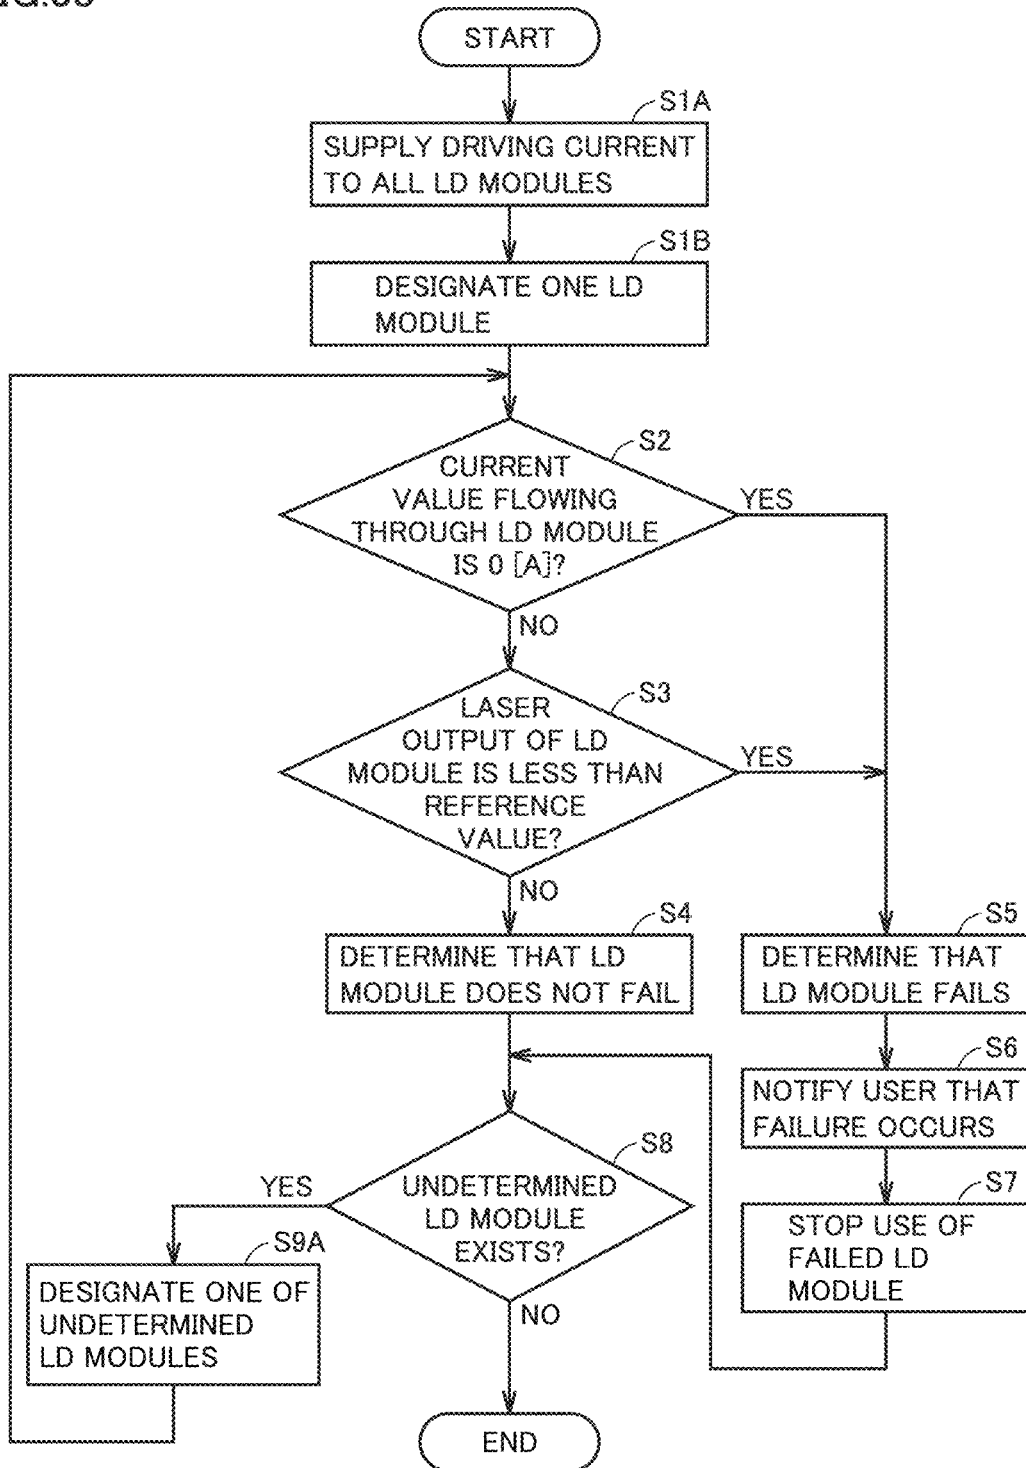 START
S1A
SUPPLY DRIVING CURRENT
TO ALL LD MODULES
S1B
DESIGNATE ONE LD
MODULE
S2
CURRENT
VALUE FLOWING
THROUGH LD MODULE
IS 0 [A]?
YES
NO
S3
LASER
OUTPUT OF LD
MODULE IS LESS THAN
REFERENCE
VALUE?
YES
NO
S4
DETERMINE THAT LD
MODULE DOES NOT FAIL
S5
DETERMINE THAT
LD MODULE FAILS
S6
NOTIFY USER THAT
FAILURE OCCURS
S7
STOP USE OF
FAILED LD
MODULE
S8
UNDETERMINED
LD MODULE
EXISTS?
YES
NO
S9A
DESIGNATE ONE OF
UNDETERMINED
LD MODULES
END